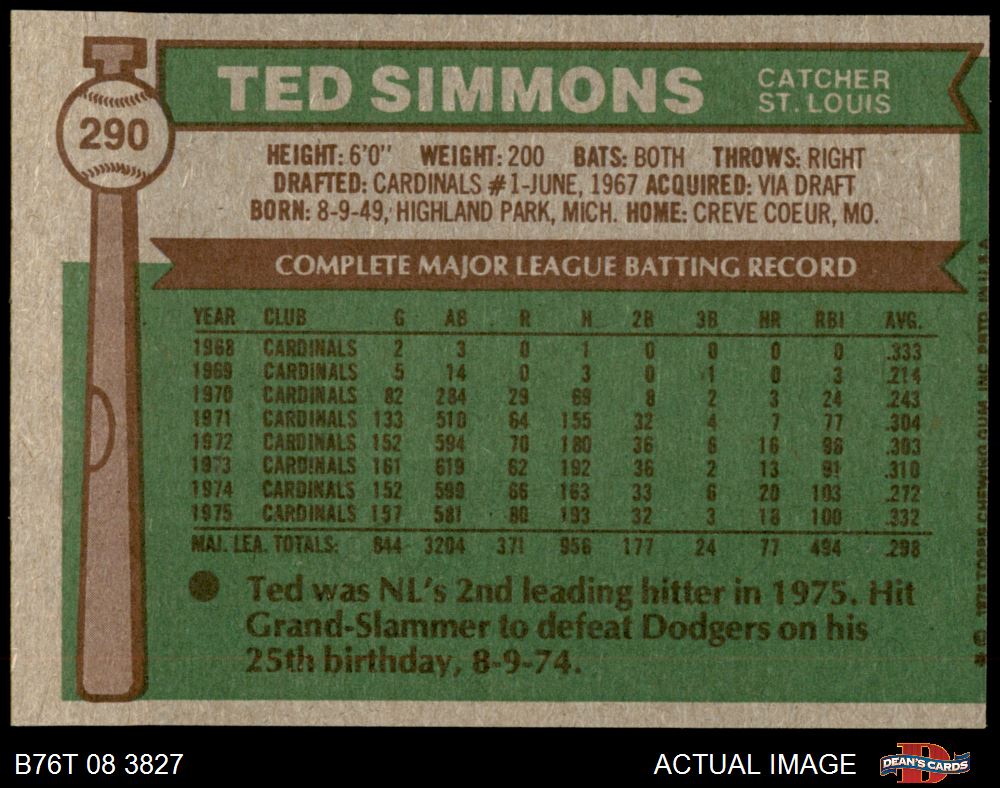 290
TED SIMMONS
CATCHER
ST. LOUIS
HEIGHT: 6'0" WEIGHT: 200 BATS: BOTH THROWS: RIGHT
DRAFTED: CARDINALS #1-JUNE, 1967 ACQUIRED: VIA DRAFT
BORN: 8-9-49, HIGHLAND PARK, MICH. HOME: CREVE COEUR, MO.
COMPLETE MAJOR LEAGUE BATTING RECORD
YEAR CLUB G AB R H 2B 3B HR RBI AVG.
1968 CARDINALS 2 3 0 1 0 0 0 0 .333
1969 CARDINALS 5 14 0 3 0 1 0 3 .214
1970 CARDINALS 82 284 29 69 8 2 3 24 .243
1971 CARDINALS 133 510 64 155 32 4 7 77 .304
1972 CARDINALS 152 594 70 180 36 6 16 96 .303
1973 CARDINALS 161 619 62 192 36 2 13 91 .310
1974 CARDINALS 152 599 66 163 33 6 20 103 .272
1975 CARDINALS 157 581 80 193 32 3 18 100 .332
MAJ. LEA. TOTALS: 844 3204 371 956 177 24 77 494 .298
Ted was NL's 2nd leading hitter in 1975. Hit
Grand-Slammer to defeat Dodgers on his
25th birthday, 8-9-74.
TOPPS CHEWING GUM, INC. PRTD. IN U.S.A.
B76T 08 3827
ACTUAL IMAGE
DEAN'S CARDS